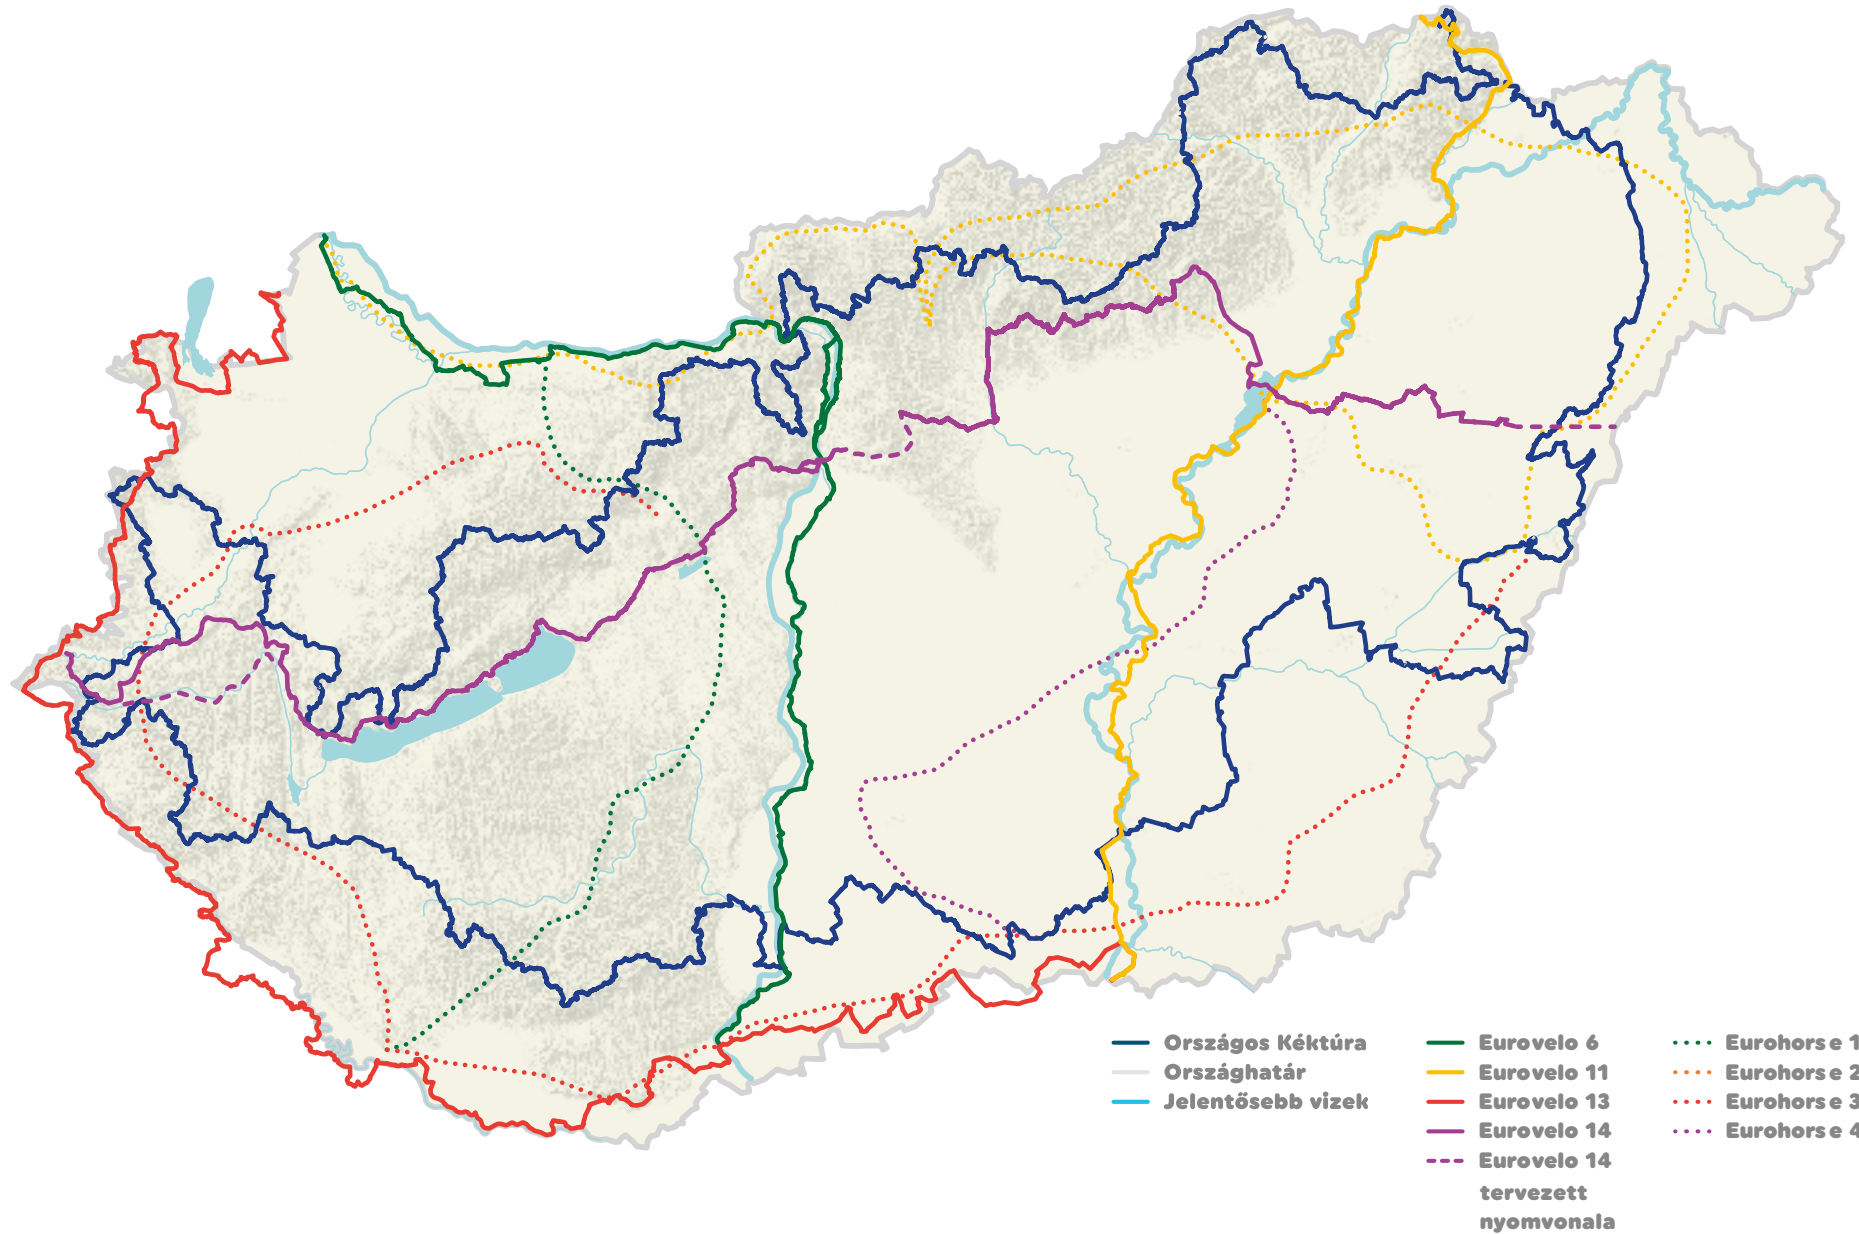 Országos Kéktúra
Országhatár
Jelentősebb vizek
Eurovelo 6
Eurovelo 11
Eurovelo 13
Eurovelo 14
Eurovelo 14
tervezett
nyomvonala
Eurohorse 1
Eurohorse 2
Eurohorse 3
Eurohorse 4